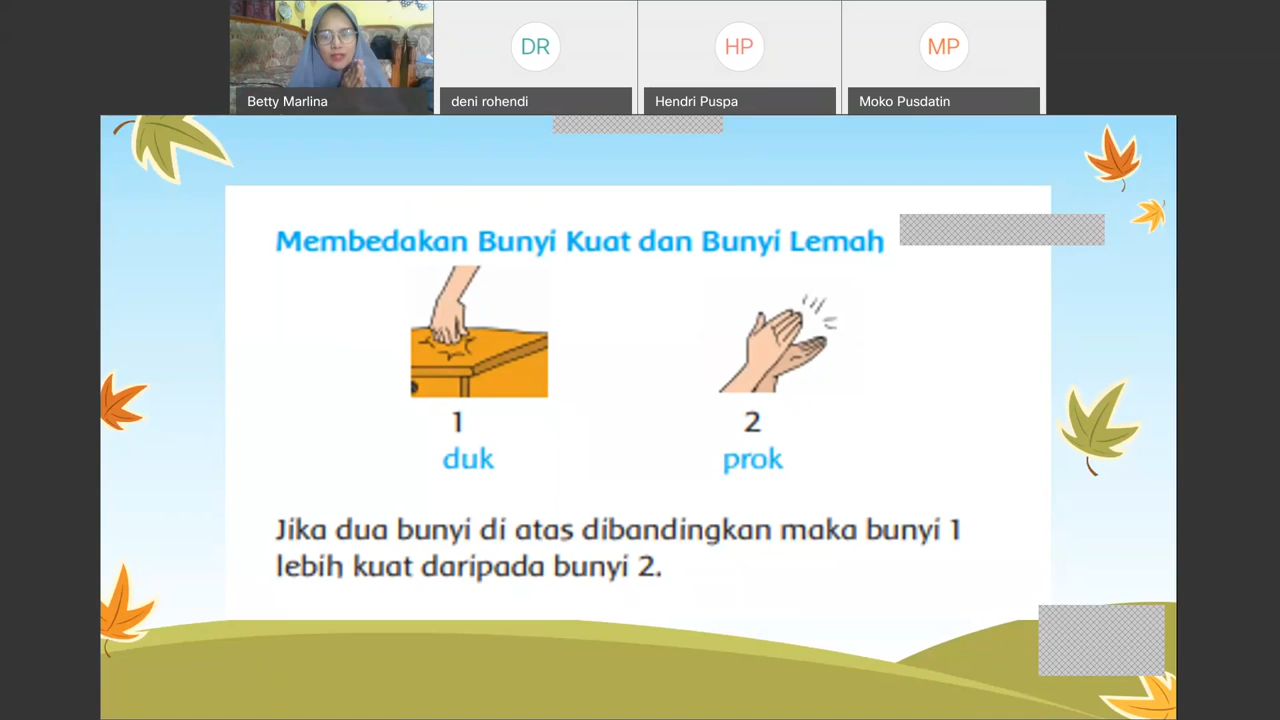 DR
HP
MP
Betty Marlina
deni rohendi
Hendri Puspa
Moko Pusdatin
Membedakan Bunyi Kuat dan Bunyi Lemah
1
2
duk
prok
Jika dua bunyi di atas dibandingkan maka bunyi 1
lebih kuat daripada bunyi 2.